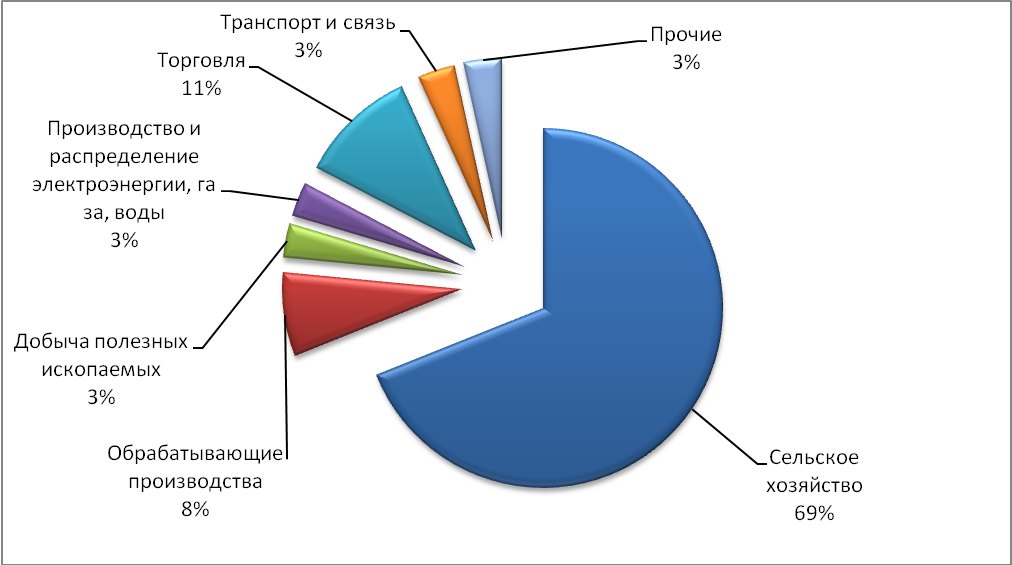 Транспорт и связь
3%
Прочие
3%
Торговля
11%
Производство и
распределение
электроэнергии, га
за, воды
3%
Добыча полезных
ископаемых
3%
Обрабатывающие
производства
8%
Сельское
хозяйство
69%